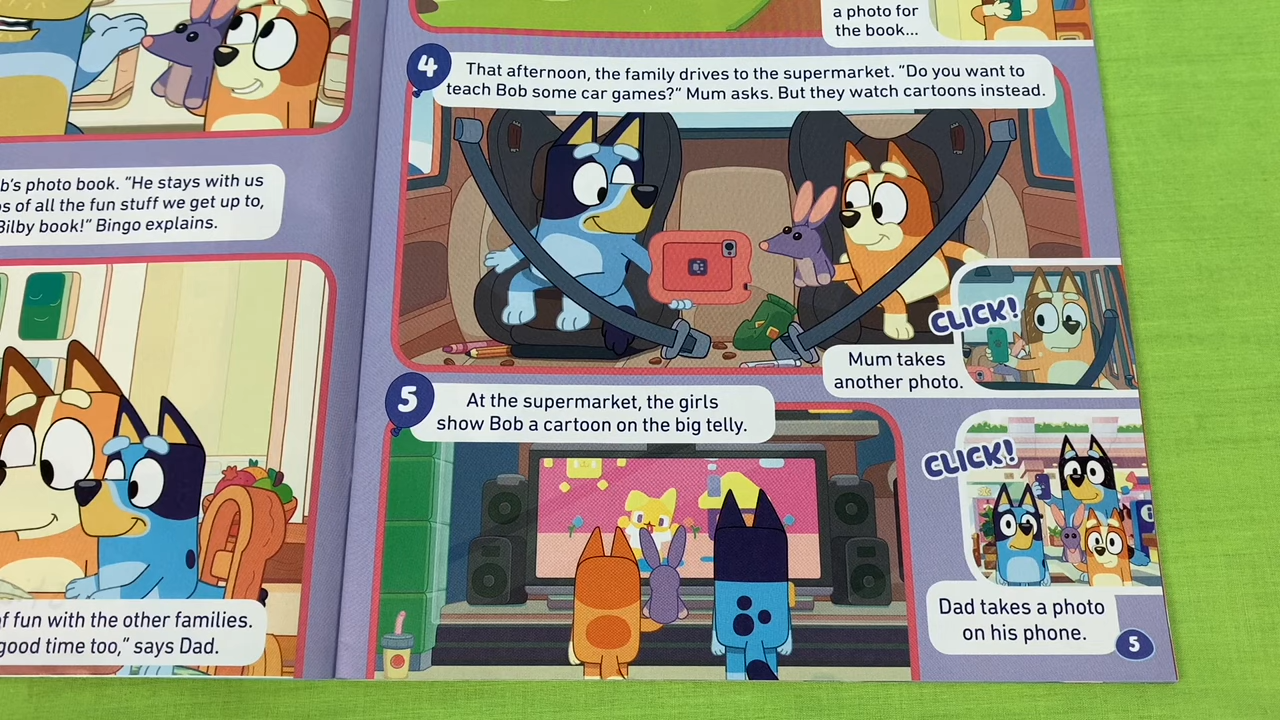 b's photo book. "He stays with us
s of all the fun stuff we get up to,
Bilby book!" Bingo explains.
f fun with the other families.
good time too," says Dad.
a photo for
the book...
4
That afternoon, the family drives to the supermarket. "Do you want to
teach Bob some car games?" Mum asks. But they watch cartoons instead.
CLICK!
Mum takes
another photo.
5
At the supermarket, the girls
show Bob a cartoon on the big telly.
CLICK!
Dad takes a photo
on his phone.
5